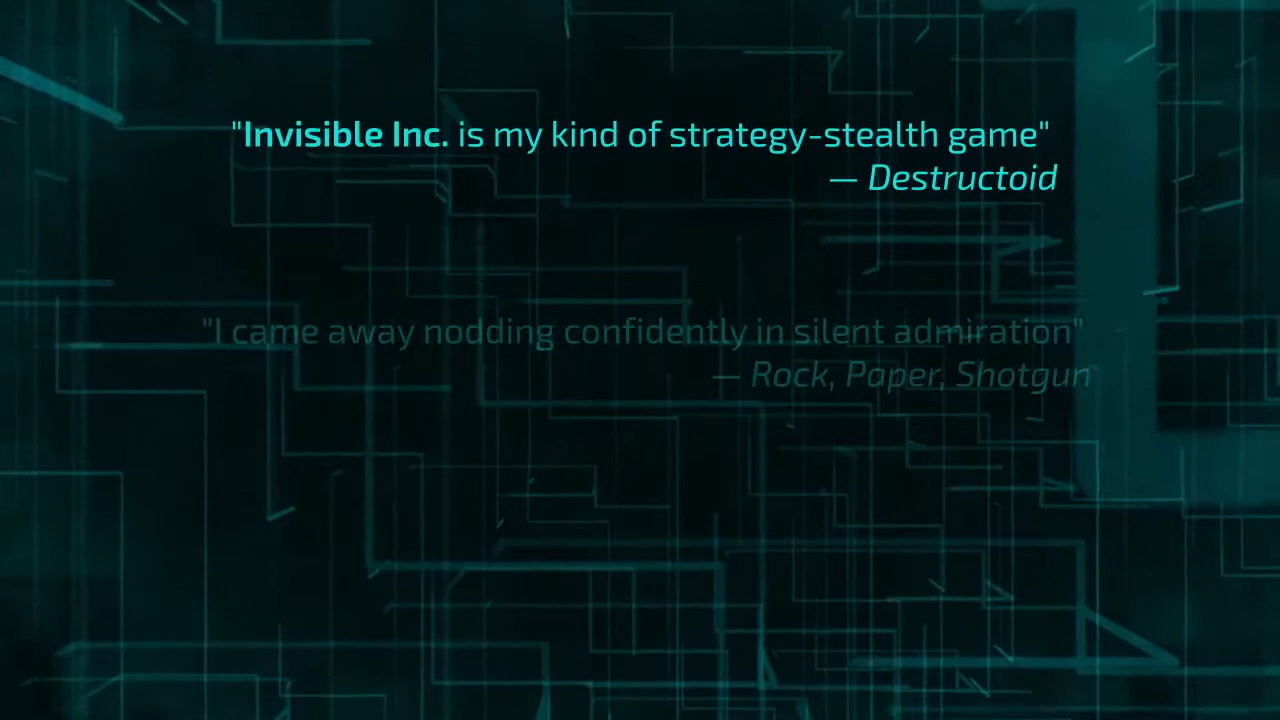 "Invisible Inc. is my kind of strategy-stealth game"
— Destructoid
"I came away nodding confidently in silent admiration"
— Rock, Paper, Shotgun